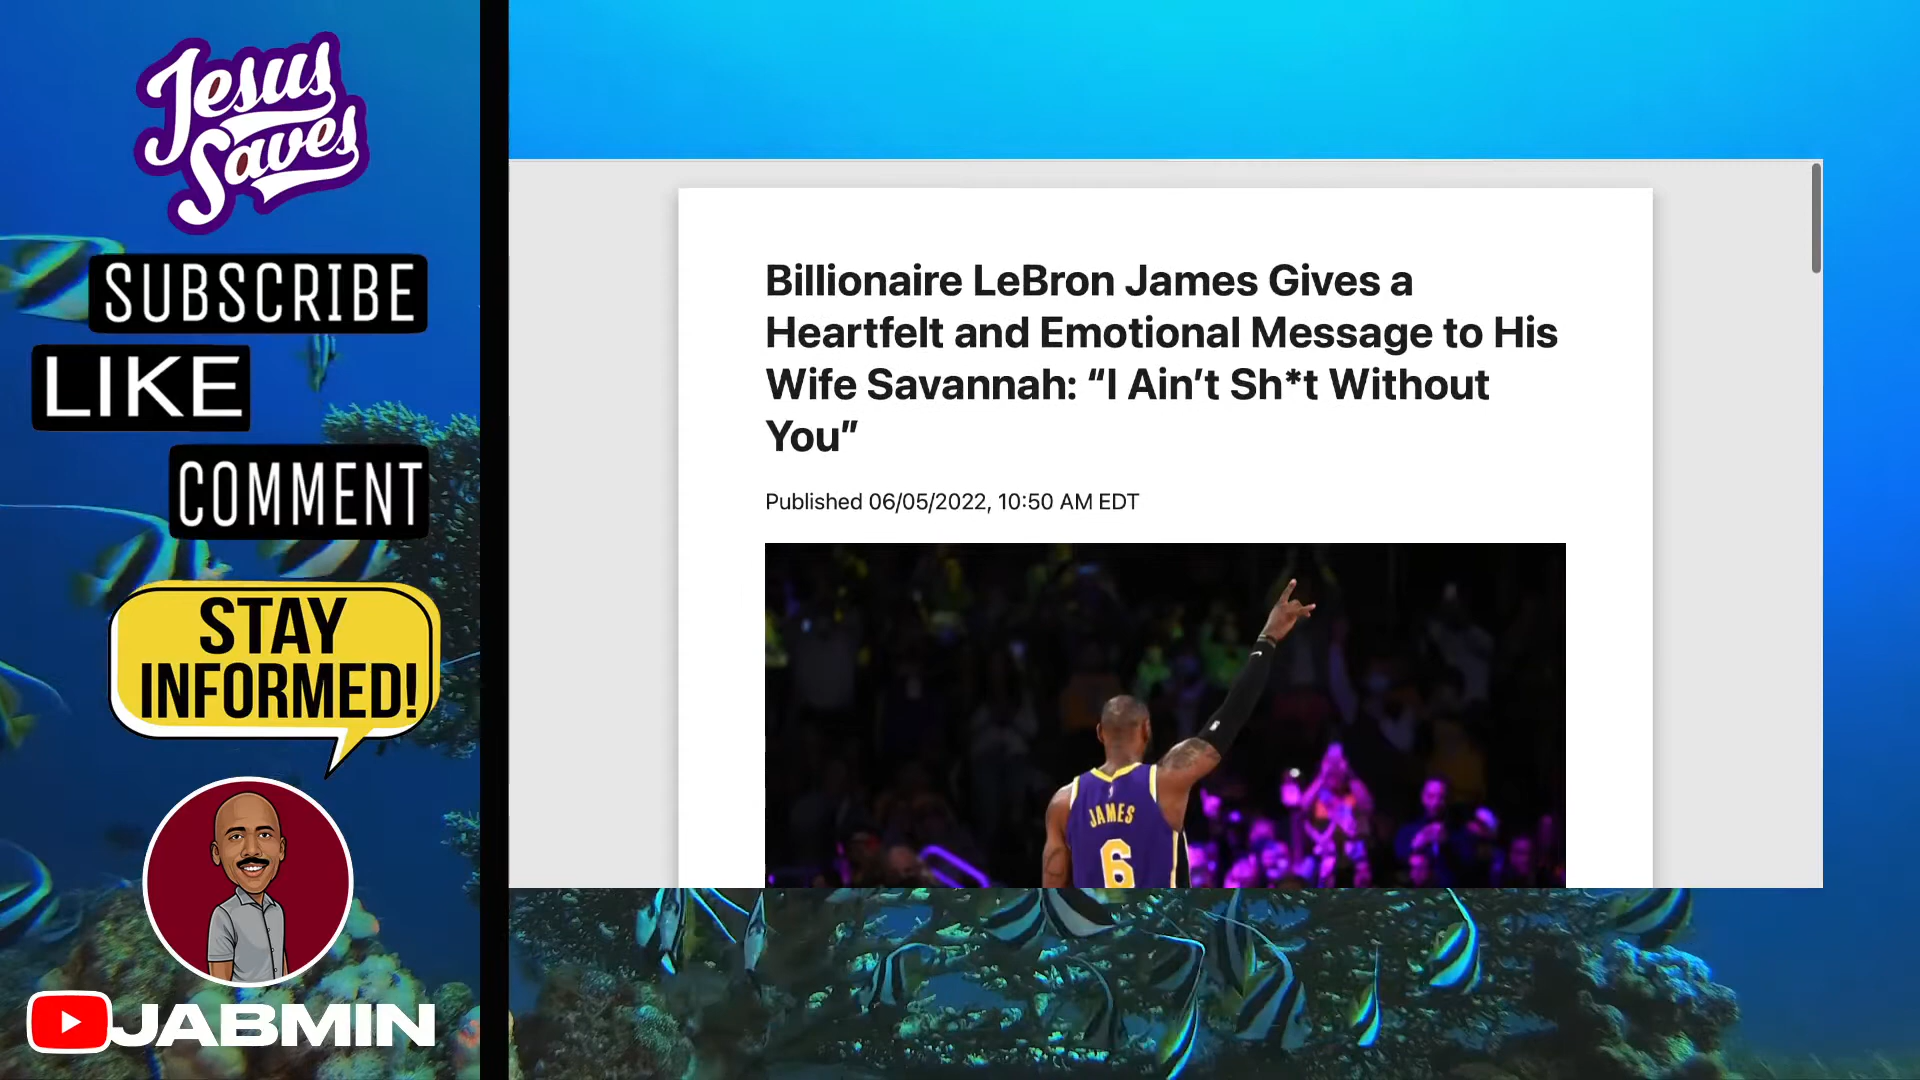 Jesus
Saves
SUBSCRIBE
LIKE
COMMENT
STAY
INFORMED!
JABMIN
Billionaire LeBron James Gives a
Heartfelt and Emotional Message to His
Wife Savannah: “I Ain’t Sh*t Without
You”
Published 06/05/2022, 10:50 AM EDT
JAMES
6